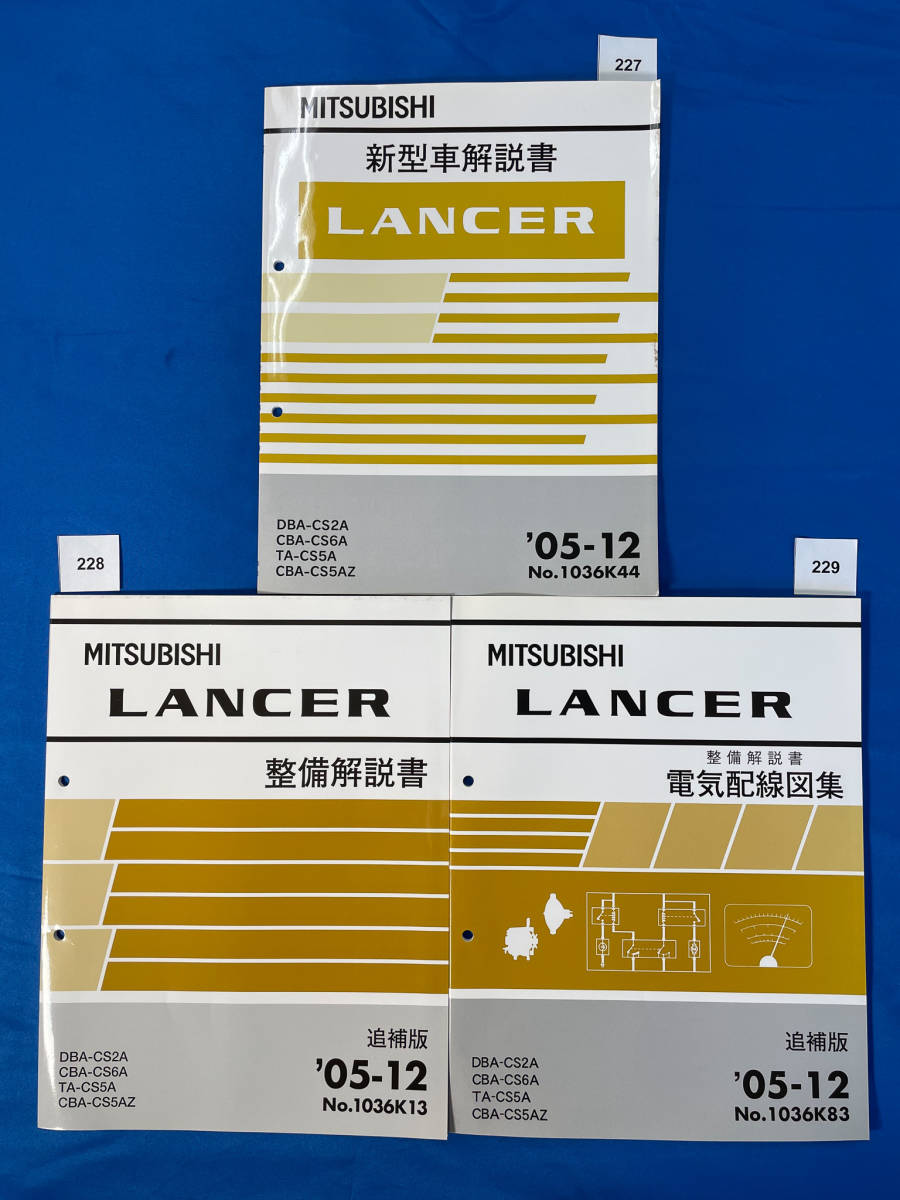 227
MITSUBISHI
新型車解説書
LANCER
DBA-CS2A
CBA-CS6A
TA-CS5A
CBA-CS5AZ
'05-12
No.1036K44
228
MITSUBISHI
LANCER
整備解説書
追補版
DBA-CS2A
CBA-CS6A
TA-CS5A
CBA-CS5AZ
'05-12
No.1036K13
229
MITSUBISHI
LANCER
整備解説書
電気配線図集
追補版
DBA-CS2A
CBA-CS6A
TA-CS5A
CBA-CS5AZ
'05-12
No.1036K83